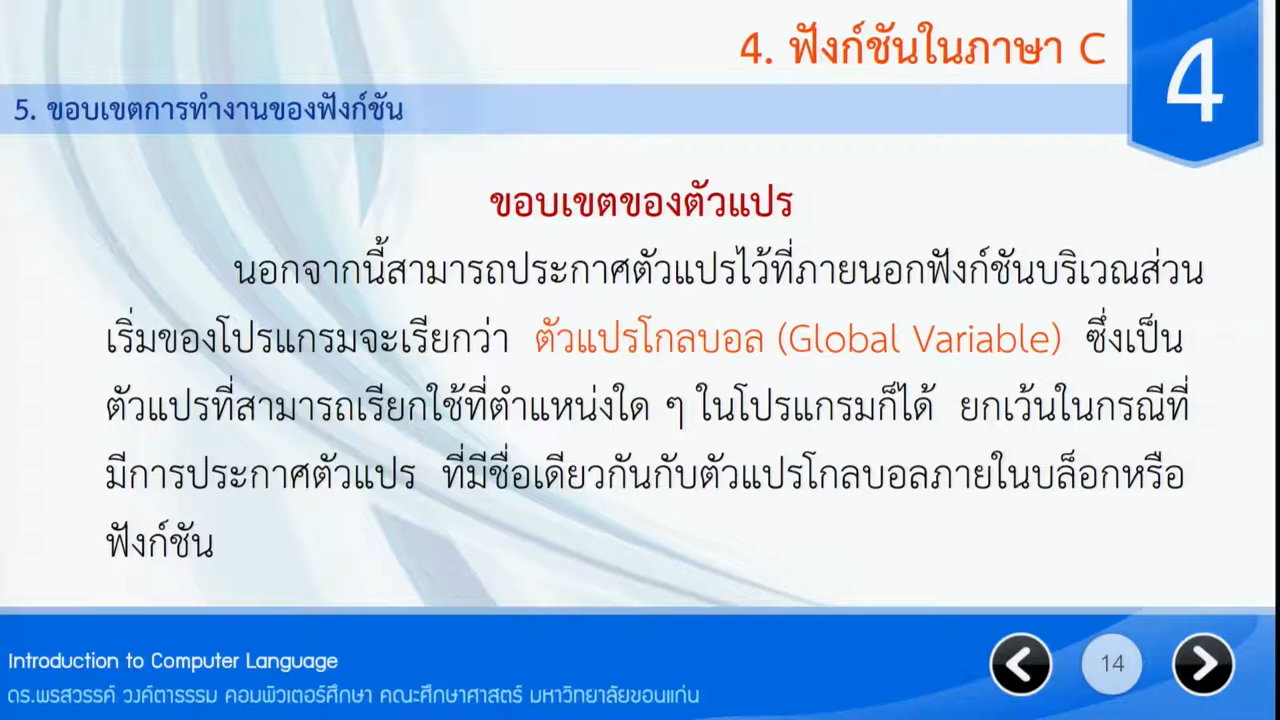 4. ฟังก์ชันในภาษา C
4
5. ขอบเขตการทำงานของฟังก์ชัน
ขอบเขตของตัวแปร
นอกจากนี้สามารถประกาศตัวแปรไว้ที่ภายนอกฟังก์ชันบริเวณส่วน
เริ่มของโปรแกรมจะเรียกว่า ตัวแปรโกลบอล (Global Variable) ซึ่งเป็น
ตัวแปรที่สามารถเรียกใช้ที่ตำแหน่งใด ๆ ในโปรแกรมก็ได้ ยกเว้นในกรณีที่
มีการประกาศตัวแปร ที่มีชื่อเดียวกันกับตัวแปรโกลบอลภายในบล็อกหรือ
ฟังก์ชัน
Introduction to Computer Language
14
ดร.พรสวรรค์ วงค์ตาธรรม คอมพิวเตอร์ศึกษา คณะศึกษาศาสตร์ มหาวิทยาลัยขอนแก่น